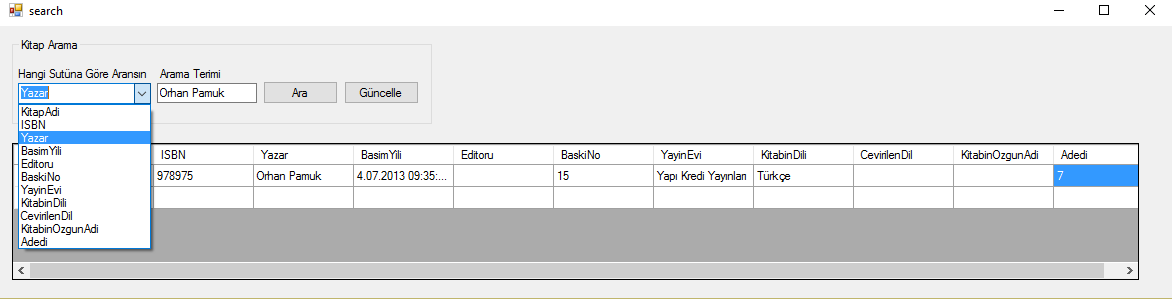 search
Kitap Arama
Hangi Sutüna Göre Aransın Arama Terimi
Yazar Orhan Pamuk Ara Güncelle
KitapAdi
ISBN
Yazar
BasimYili
Editoru
BaskiNo
YayinEvi
KitabinDili
CevirilenDil
KitabinOzgunAdi
Adedi
ISBN Yazar BasimYili Editoru BaskiNo YayinEvi KitabinDili CevirilenDil KitabinOzgunAdi Adedi
978975 Orhan Pamuk 4.07.2013 09:35:... 15 Yapı Kredi Yayınları Türkçe 7